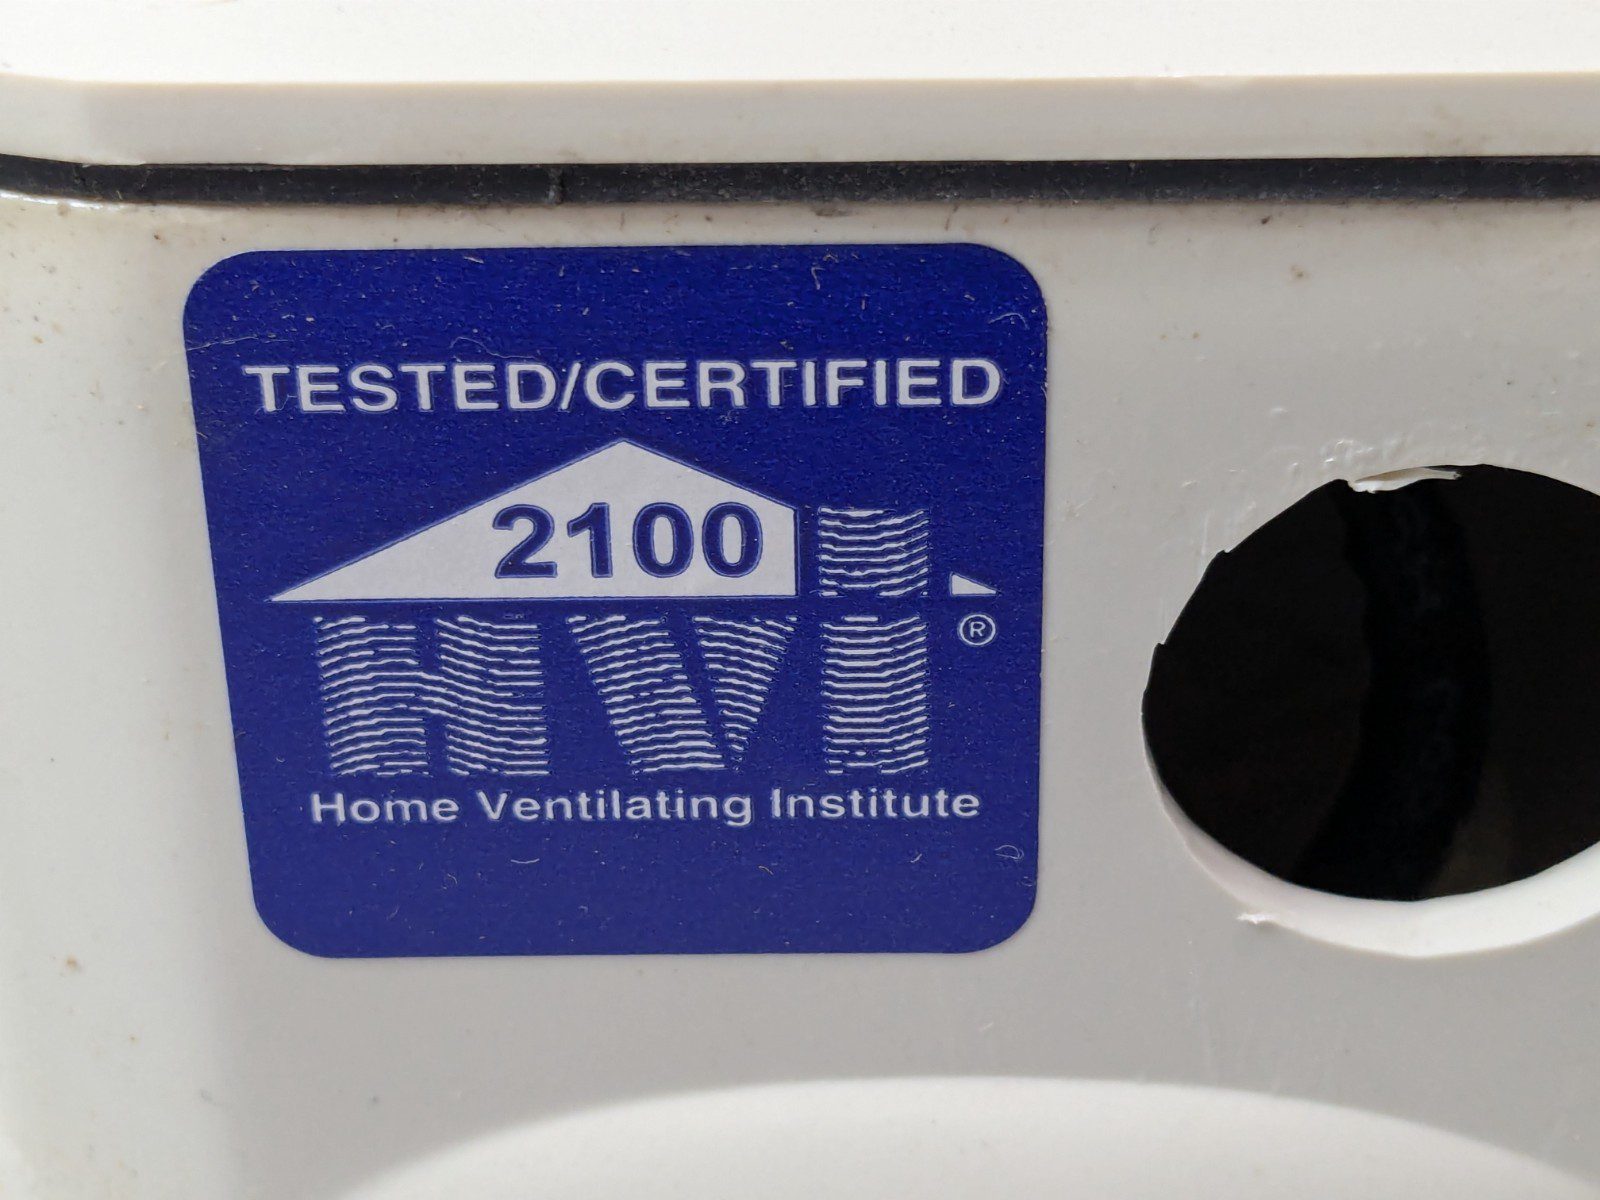 TESTED/CERTIFIED
2100
HVi®
Home Ventilating Institute